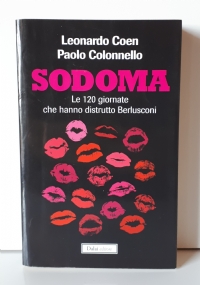 Leonardo Coen
Paolo Colonnello
SODOMA
Le 120 giornate
che hanno distrutto Berlusconi